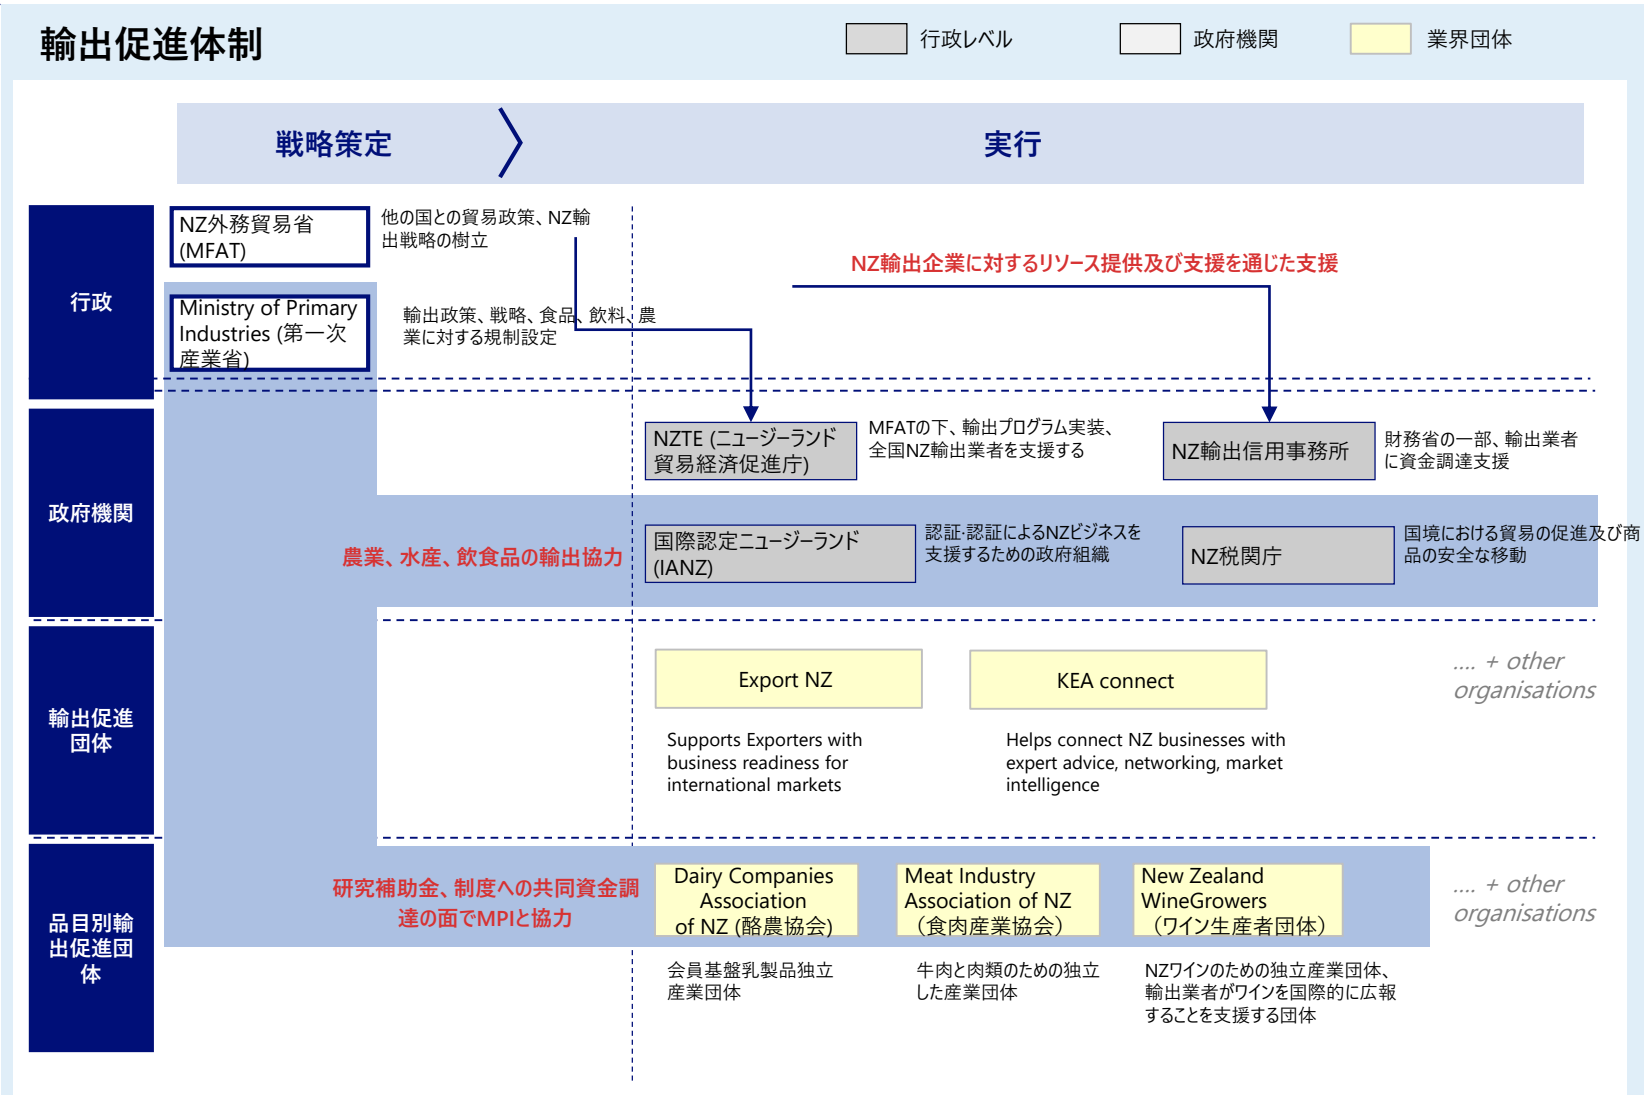 輸出促進体制
行政レベル
政府機関
業界団体
戦略策定
実行
行政
NZ外務貿易省
(MFAT)
他の国との貿易政策、NZ輸
出戦略の樹立
NZ輸出企業に対するリソース提供及び支援を通じた支援
Ministry of Primary
Industries (第一次
産業省)
輸出政策、戦略、食品、飲料、農
業に対する規制設定
政府機関
NZTE (ニュージーランド
貿易経済促進庁)
MFATの下、輸出プログラム実装、
全国NZ輸出業者を支援する
NZ輸出信用事務所
財務省の一部、輸出業者
に資金調達支援
農業、水産、飲食品の輸出協力
国際認定ニュージーランド
(IANZ)
認証·認証によるNZビジネスを
支援するための政府組織
NZ税関庁
国境における貿易の促進及び商
品の安全な移動
輸出促進
団体
Export NZ
KEA connect
.... + other
organisations
Supports Exporters with
business readiness for
international markets
Helps connect NZ businesses with
expert advice, networking, market
intelligence
品目別輸
出促進団
体
研究補助金、制度への共同資金調
達の面でMPIと協力
Dairy Companies
Association
of NZ (酪農協会)
Meat Industry
Association of NZ
（食肉産業協会）
New Zealand
WineGrowers
（ワイン生産者団体）
.... + other
organisations
会員基盤乳製品独立
産業団体
牛肉と肉類のための独立
した産業団体
NZワインのための独立産業団体、
輸出業者がワインを国際的に広報
することを支援する団体